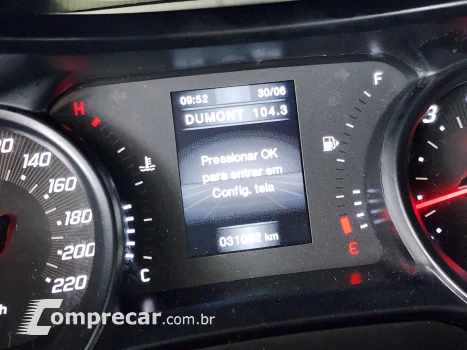 09:52 30/06
DUMONT 104.3
Pressionar OK
para entrar em
Config. tela
km
H
C
F
E
140
160
180
200
220
3
Comprecar.com.br